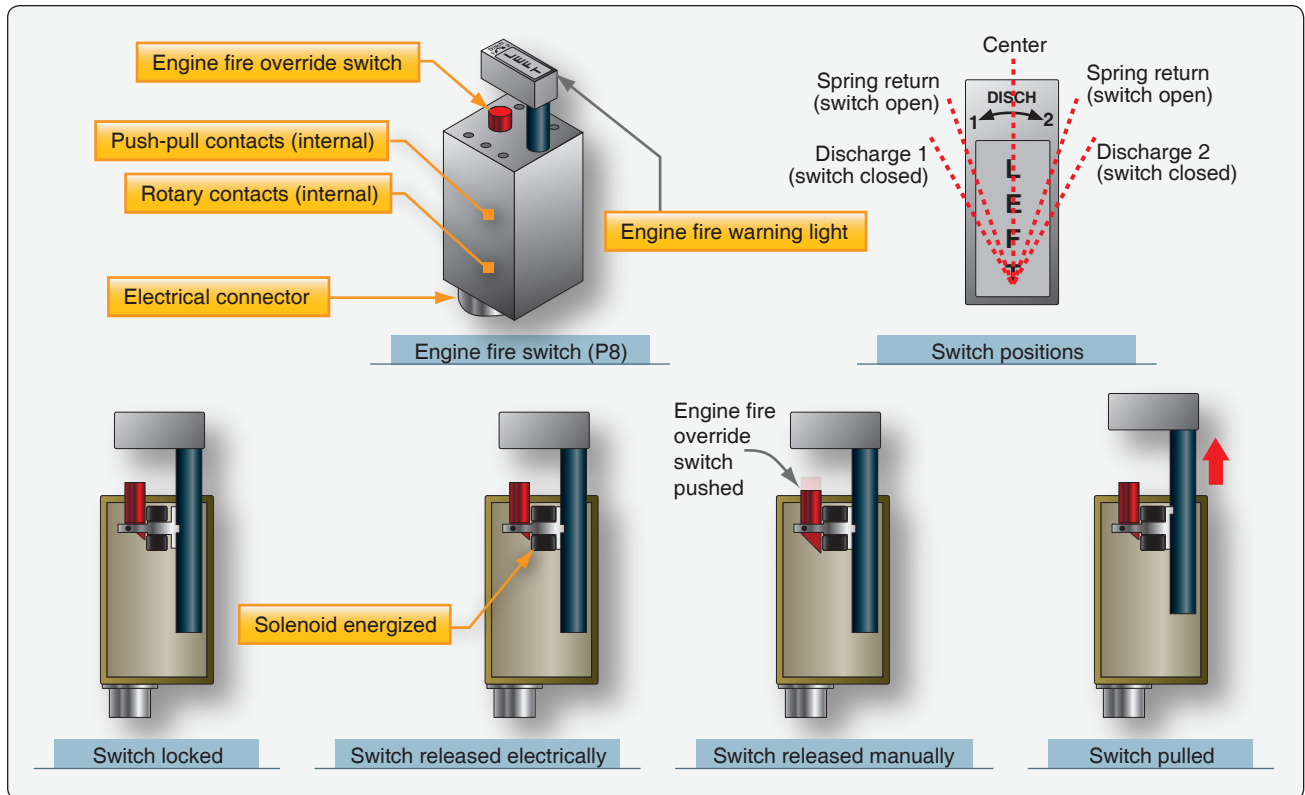 Engine fire override switch
Push-pull contacts (internal)
Rotary contacts (internal)
Electrical connector
LEFT
Engine fire warning light
Engine fire switch (P8)
Center
Spring return
(switch open)
Spring return
(switch open)
DISCH
1
2
Discharge 1
(switch closed)
Discharge 2
(switch closed)
L
E
F
T
Switch positions
Engine fire
override
switch
pushed
Solenoid energized
Switch locked
Switch released electrically
Switch released manually
Switch pulled